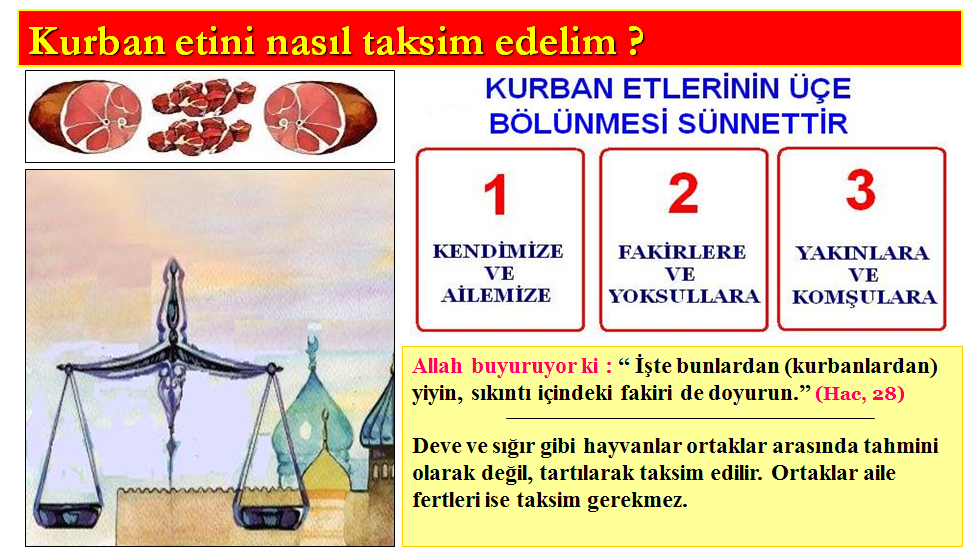 Kurban etini nasıl taksim edelim ?
KURBAN ETLERİNİN ÜÇE
BÖLÜNMESİ SÜNNETTİR
1
KENDİMİZE
VE
AİLEMİZE
2
FAKİRLERE
VE
YOKSULLARA
3
YAKINLARA
VE
KOMŞULARA
Allah buyuruyor ki : “ İşte bunlardan (kurbanlardan)
yiyin, sıkıntı içindeki fakiri de doyurun.” (Hac, 28)
Deve ve sığır gibi hayvanlar ortaklar arasında tahmini
olarak değil, tartılarak taksim edilir. Ortaklar aile
fertleri ise taksim gerekmez.